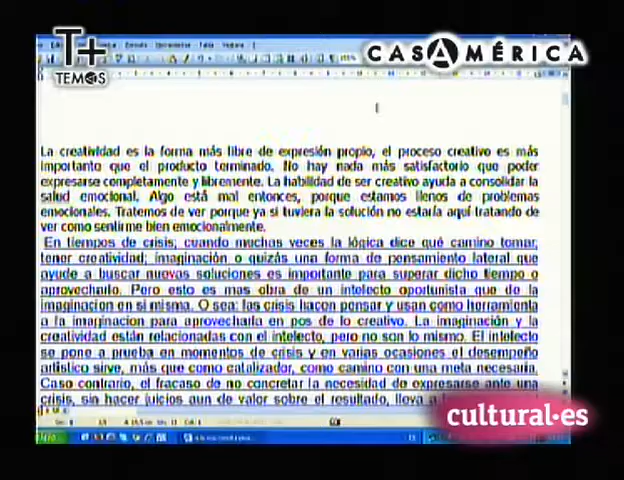 T+
TEMAS
CASAMÉRICA
La creatividad es la forma más libre de expresión propio, el proceso creativo es más
importante que el producto terminado. No hay nada más satisfactorio que poder
expresarse completamente y libremente. La habilidad de ser creativo ayuda a consolidar la
salud emocional. Algo está mal entonces, porque estamos llenos de problemas
emocionales. Tratemos de ver porque ya si tuviera la solución no estaría aquí tratando de
ver como sentirme bien emocionalmente.
En tiempos de crisis, cuando muchas veces la lógica dice qué camino tomar,
tener creatividad; imaginación o quizás una forma de pensamiento lateral que
ayude a buscar nuevas soluciones es importante para superar dicho tiempo o
aprovecharlo. Pero esto es mas obra de un intelecto oportunista que de la
imaginacion en si misma. O sea: las crisis hacen pensar y usan como herramienta
a la imaginacion para aprovecharla en pos de lo creativo. La imaginación y la
creatividad están relacionadas con el intelecto, pero no son lo mismo. El intelecto
se pone a prueba en momentos de crisis y en varias ocasiones el desempeño
artístico sirve, más que como catalizador, como camino con una meta necesaria.
Caso contrario, el fracaso de no concretar la necesidad de expresarse ante una
crisis, sin hacer juicios aun de valor sobre el resultado, lleva a
cultural·es